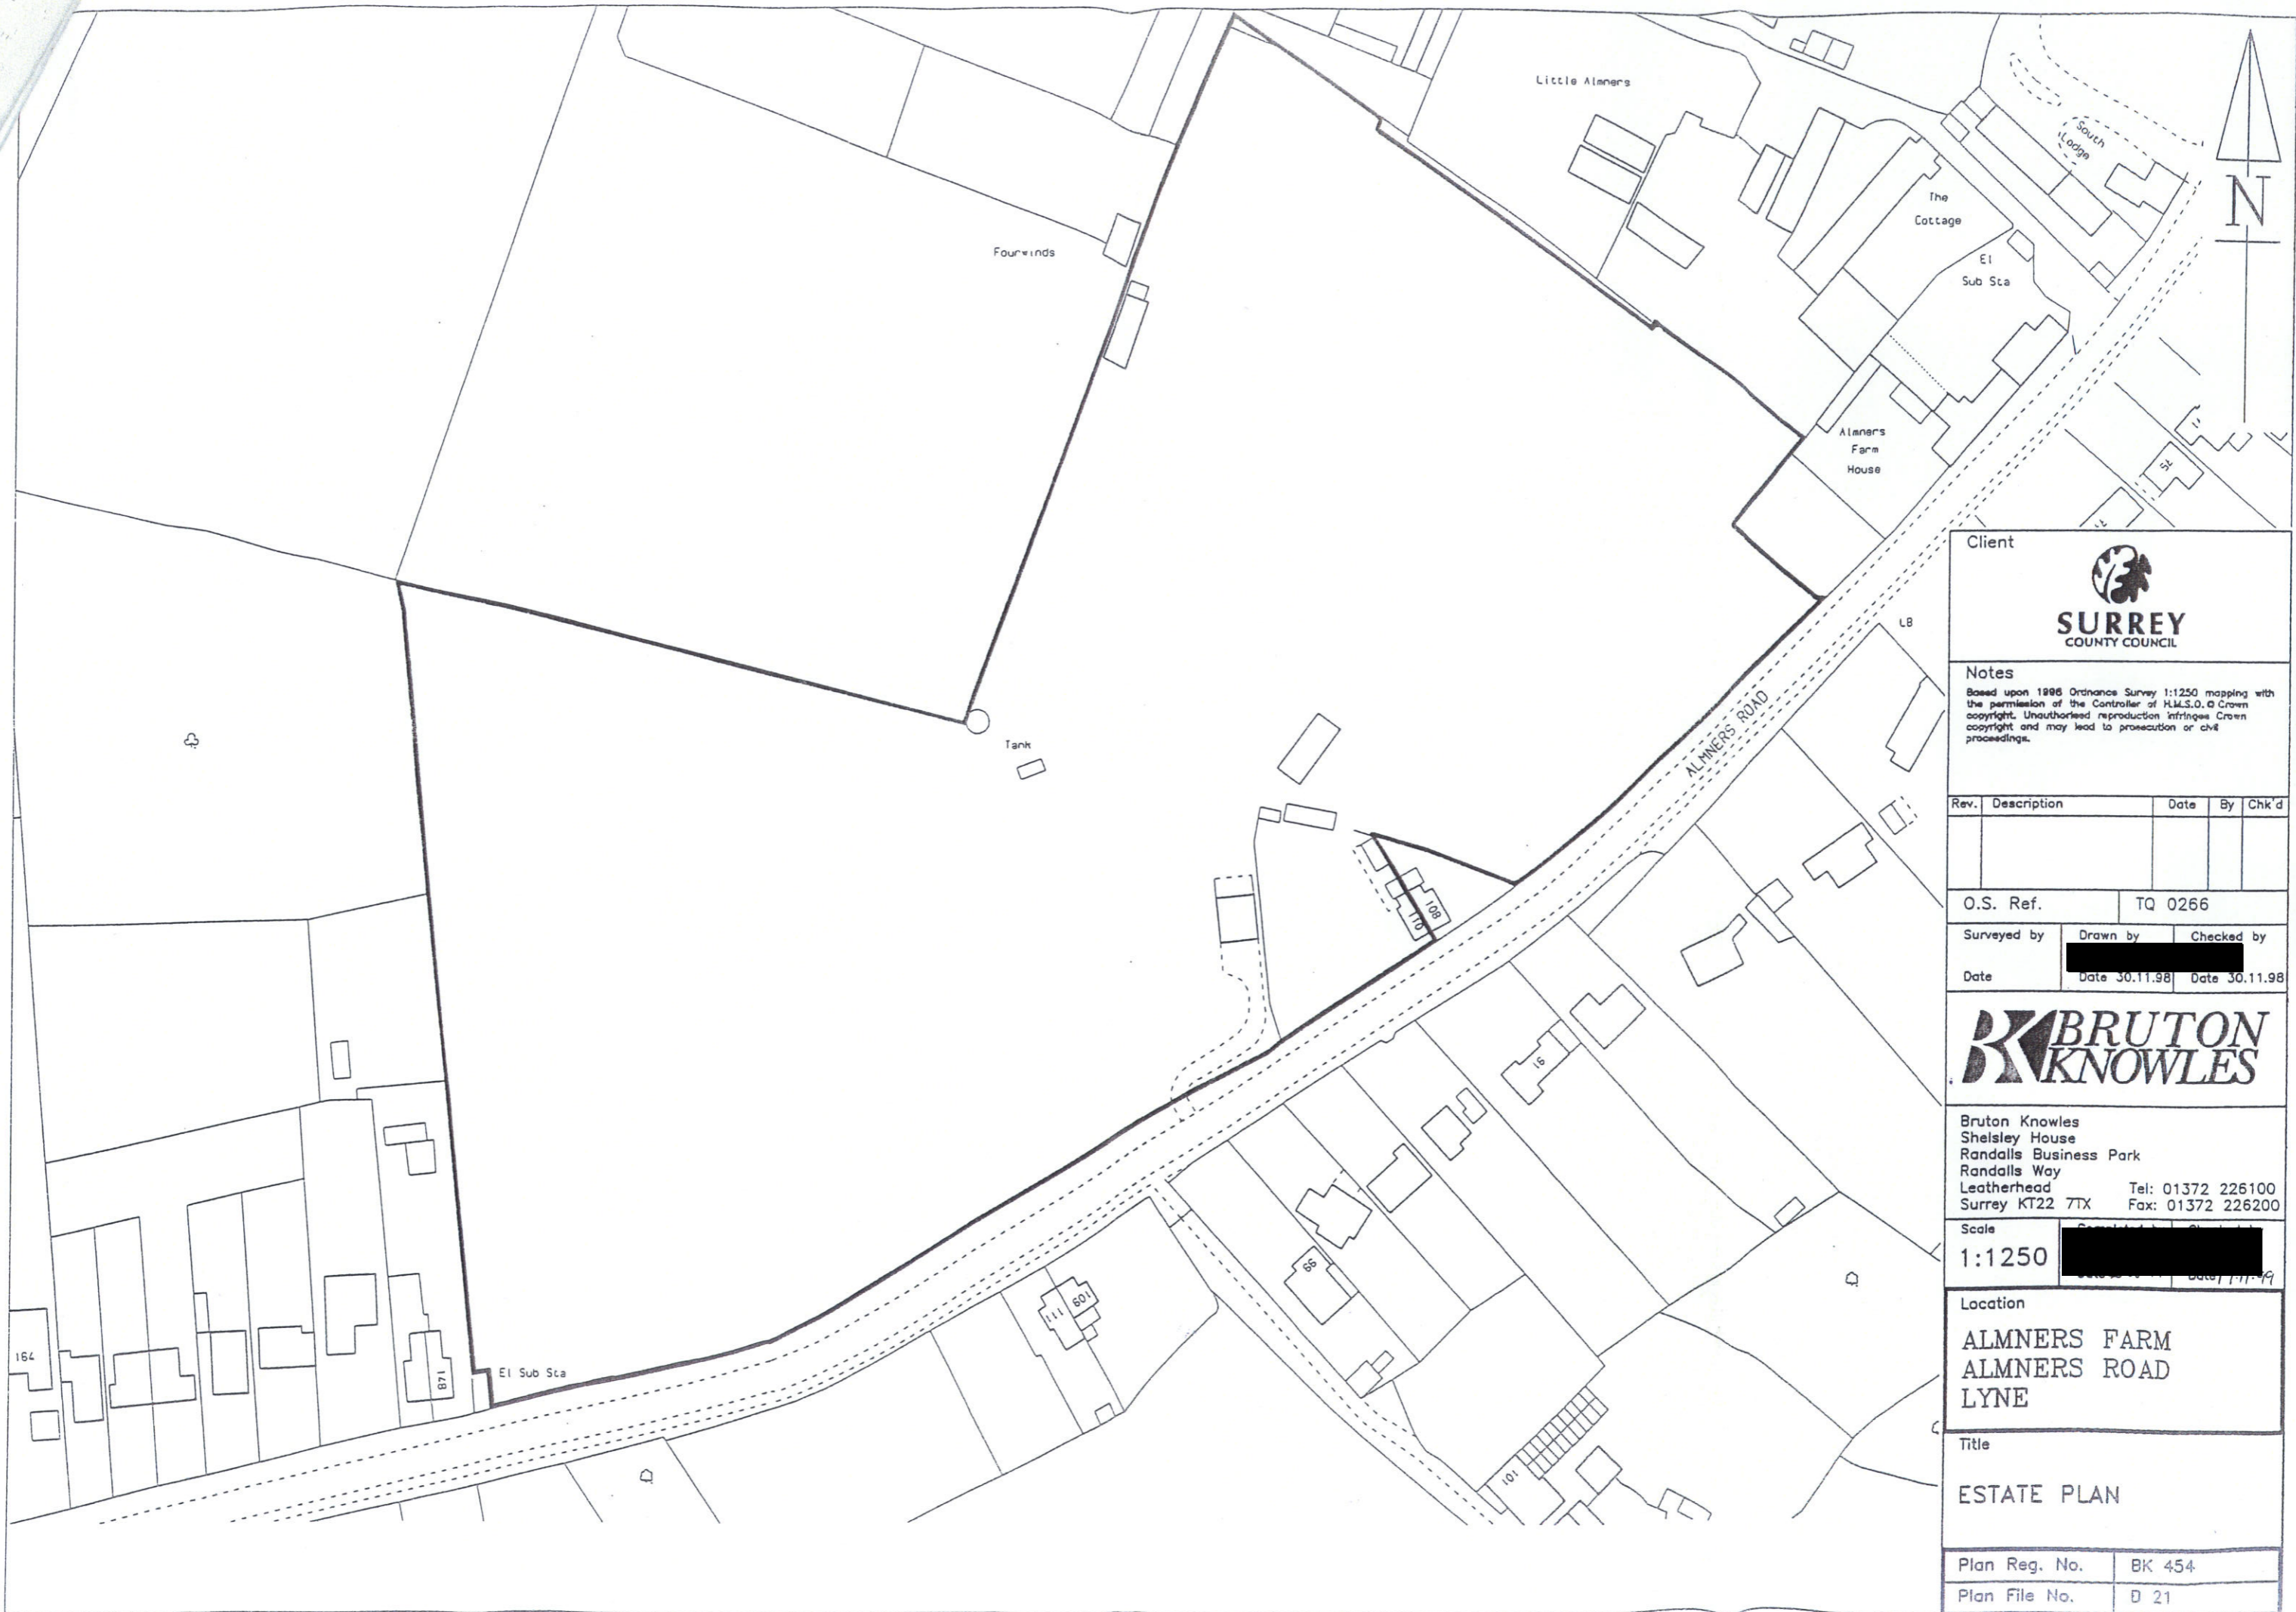 Little Almners
South
Lodge
The
Cottage
N
Fourwinds
El
Sub Sta
Almners
Farm
House
75
Client
SURREY
COUNTY COUNCIL
LB
Notes
Based upon 1996 Ordnance Survey 1:1250 mapping with
the permission of the Controller of H.M.S.O. © Crown
copyright. Unauthorised reproduction infringes Crown
copyright and may lead to prosecution or civil
proceedings.
ALMNERS ROAD
Tank
Rev. Description Date By Chk'd
108
110
O.S. Ref. TQ 0266
Surveyed by Drawn by Checked by
Date Date 30.11.98 Date 30.11.98
BK BRUTON
KNOWLES
91
Bruton Knowles
Shelsley House
Randalls Business Park
Randalls Way
Leatherhead Tel: 01372 226100
Surrey KT22 7TX Fax: 01372 226200
Scale
1:1250
99
109
111
Location
ALMNERS FARM
ALMNERS ROAD
LYNE
164
148
El Sub Sta
Title
ESTATE PLAN
101
Plan Reg. No. BK 454
Plan File No. D 21